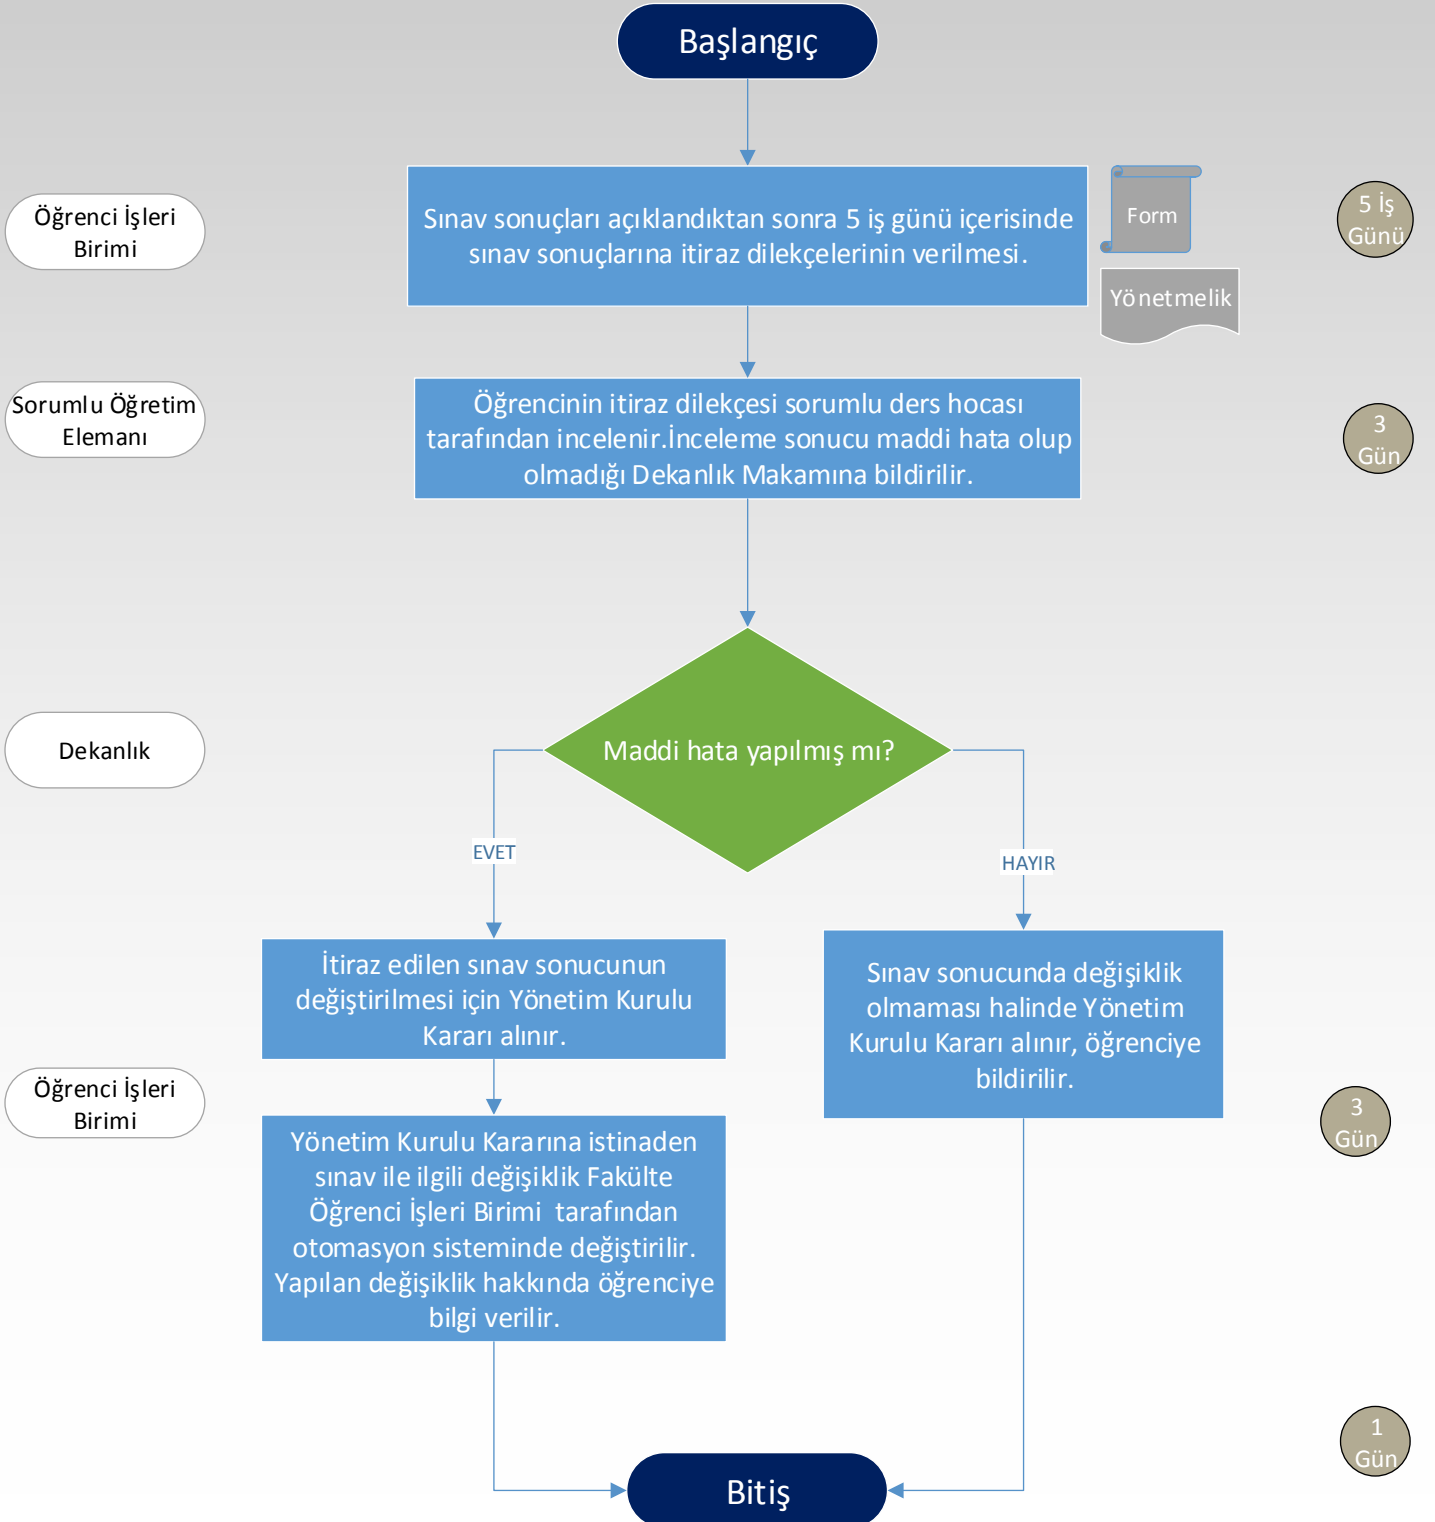 Başlangıç
Öğrenci İşleri
Birimi
Sınav sonuçları açıklandıktan sonra 5 iş günü içerisinde
sınav sonuçlarına itiraz dilekçelerinin verilmesi.
Form
Yönetmelik
5 İş
Günü
Sorumlu Öğretim
Elemanı
Öğrencinin itiraz dilekçesi sorumlu ders hocası
tarafından incelenir.İnceleme sonucu maddi hata olup
olmadığı Dekanlık Makamına bildirilir.
3
Gün
Dekanlık
Maddi hata yapılmış mı?
EVET
HAYIR
İtiraz edilen sınav sonucunun
değiştirilmesi için Yönetim Kurulu
Kararı alınır.
Sınav sonucunda değişiklik
olmaması halinde Yönetim
Kurulu Kararı alınır, öğrenciye
bildirilir.
Öğrenci İşleri
Birimi
3
Gün
Yönetim Kurulu Kararına istinaden
sınav ile ilgili değişiklik Fakülte
Öğrenci İşleri Birimi  tarafından
otomasyon sisteminde değiştirilir.
Yapılan değişiklik hakkında öğrenciye
bilgi verilir.
1
Gün
Bitiş